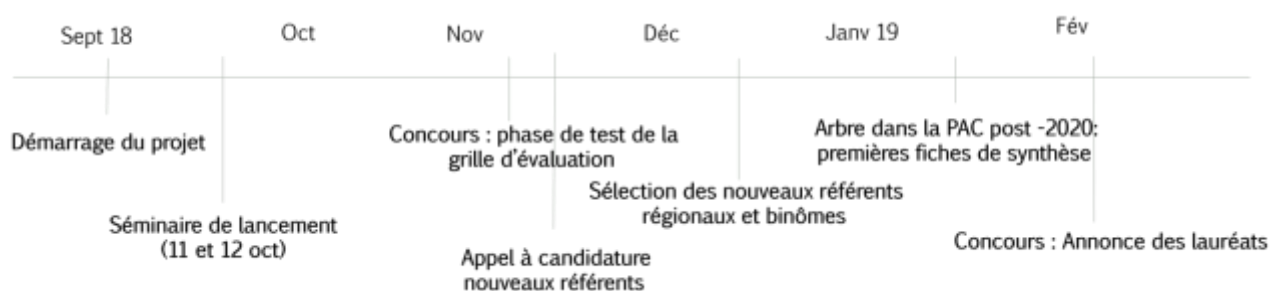 Sept 18
Oct
Nov
Déc
Janv 19
Fév
Démarrage du projet
Séminaire de lancement
(11 et 12 oct)
Concours : phase de test de la
grille d'évaluation
Appel à candidature
nouveaux référents
Sélection des nouveaux référents
régionaux et binômes
Arbre dans la PAC post -2020:
premières fiches de synthèse
Concours : Annonce des lauréats